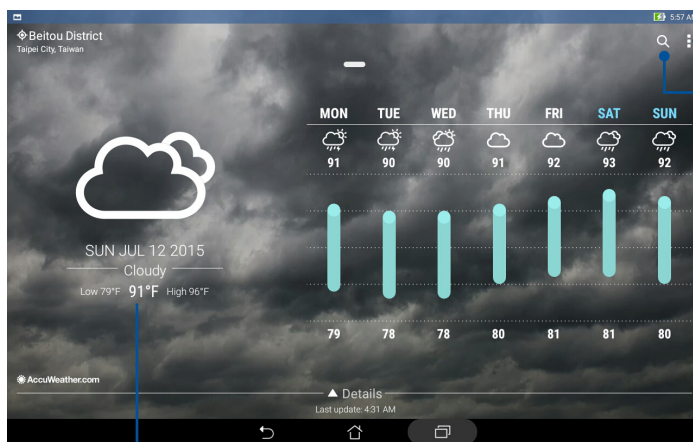 5:57 AM
Beitou District
Taipei City, Taiwan
MON TUE WED THU FRI SAT SUN
91 90 90 91 92 93 92
SUN JUL 12 2015
Cloudy
Low 79°F 91°F High 96°F
79 78 78 80 81 81 80
AccuWeather.com
Details
Last update: 4:31 AM